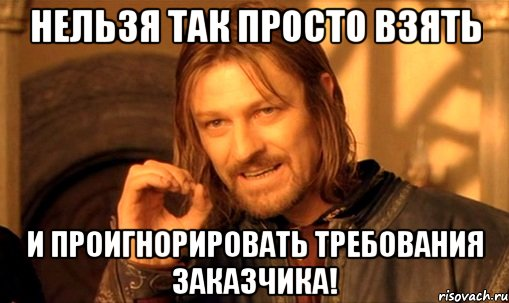 НЕЛЬЗЯ ТАК ПРОСТО ВЗЯТЬ
И ПРОИГНОРИРОВАТЬ ТРЕБОВАНИЯ
ЗАКАЗЧИКА!
risovach.ru